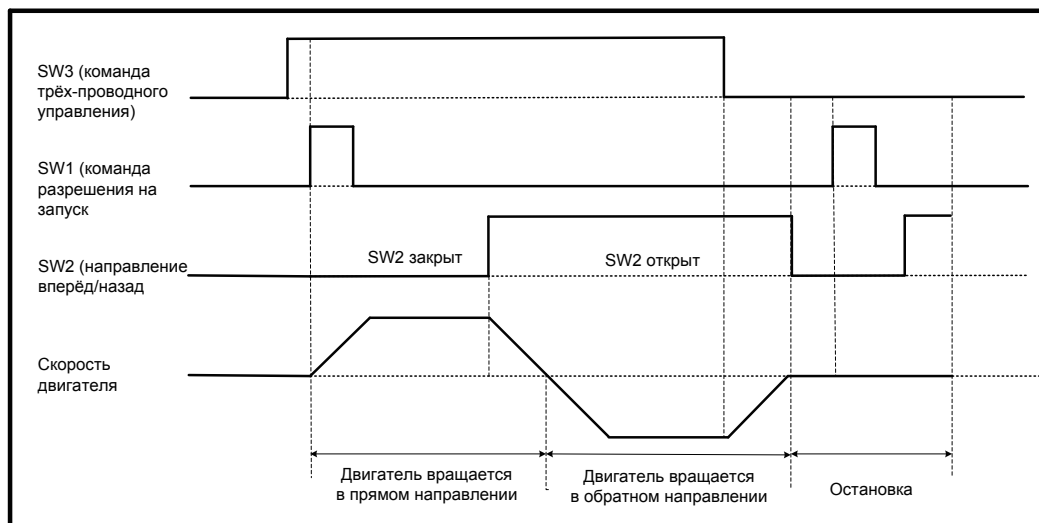 SW3 (команда
трёх-проводного
управления)
SW1 (команда
разрешения на
запуск
SW2 (направление
вперёд/назад
SW2 закрыт
SW2 открыт
Скорость
двигателя
Двигатель вращается
в прямом направлении
Двигатель вращается
в обратном направлении
Остановка